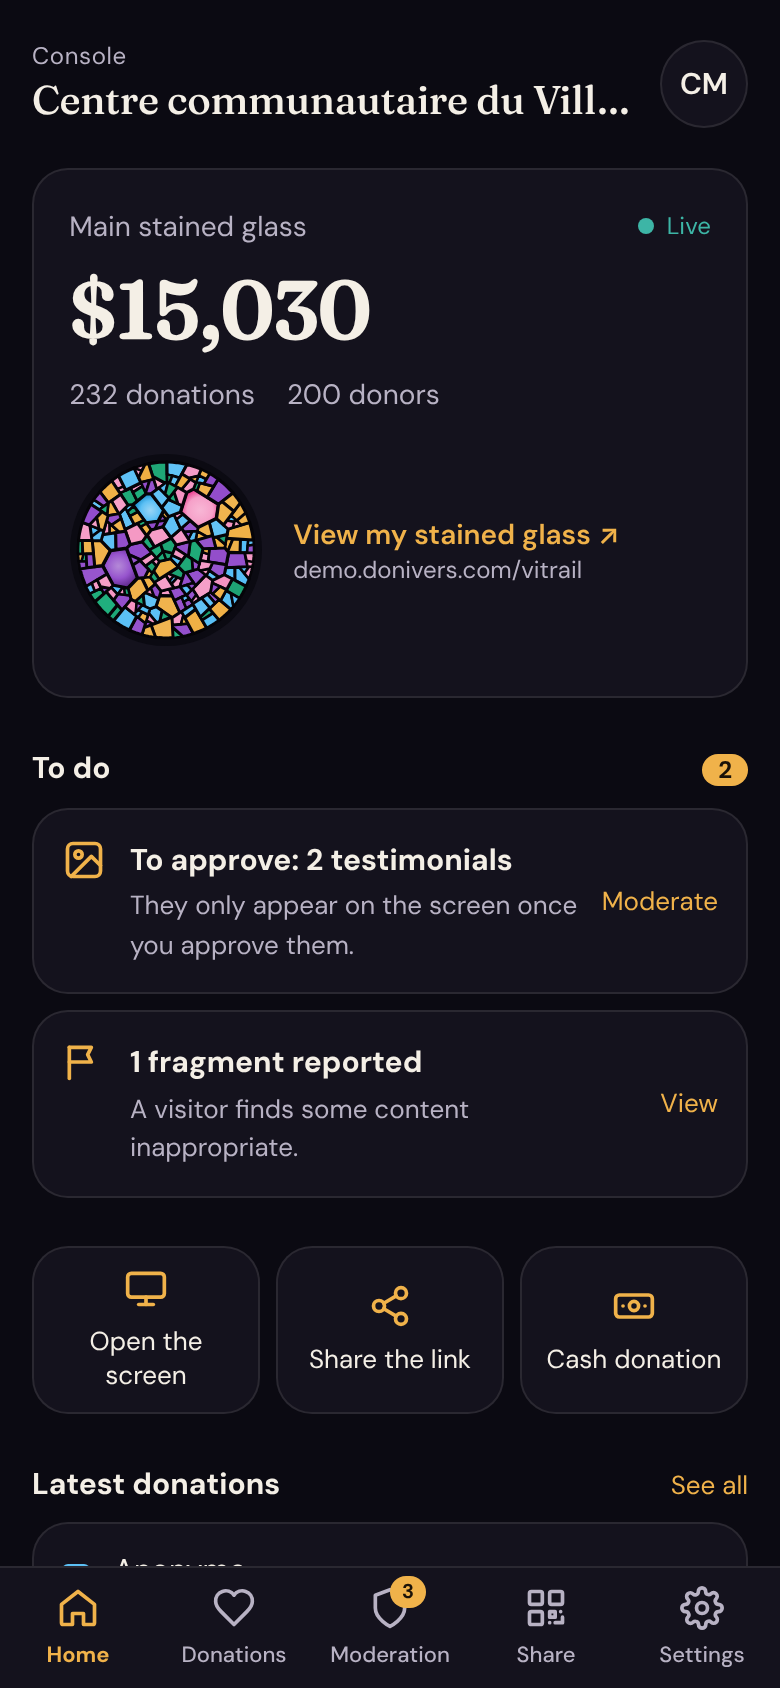 Console
Centre communautaire du Vill...
CM
Main stained glass
Live
$15,030
232 donations 200 donors
View my stained glass ↗
demo.donivers.com/vitrail
To do
2
To approve: 2 testimonials
They only appear on the screen once
you approve them.
Moderate
1 fragment reported
A visitor finds some content
inappropriate.
View
Open the
screen
Share the link
Cash donation
Latest donations
See all
3
Home
Donations
Moderation
Share
Settings